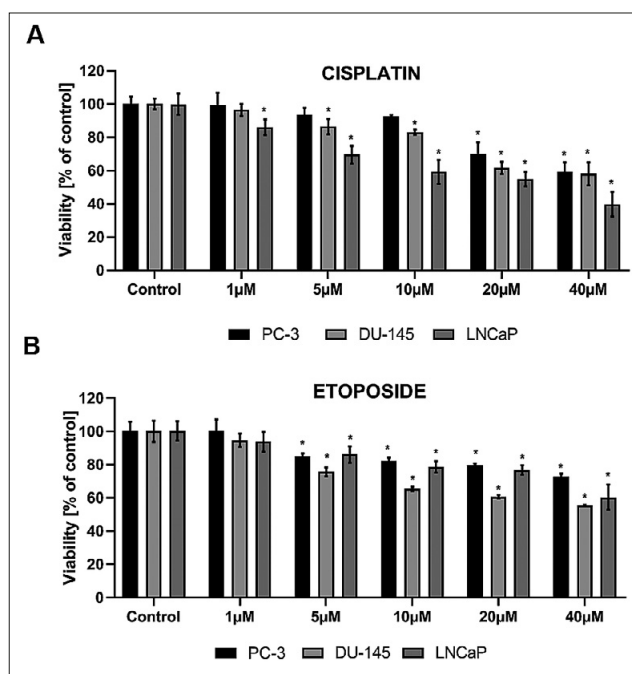 A
CISPLATIN
Viability [% of control]
120
100
80
60
40
20
0
* * * * * * * * * * *
Control 1µM 5µM 10µM 20µM 40µM
PC-3 DU-145 LNCaP
B
ETOPOSIDE
Viability [% of control]
120
100
80
60
40
20
0
* * * * * * * * * * * *
Control 1µM 5µM 10µM 20µM 40µM
PC-3 DU-145 LNCaP